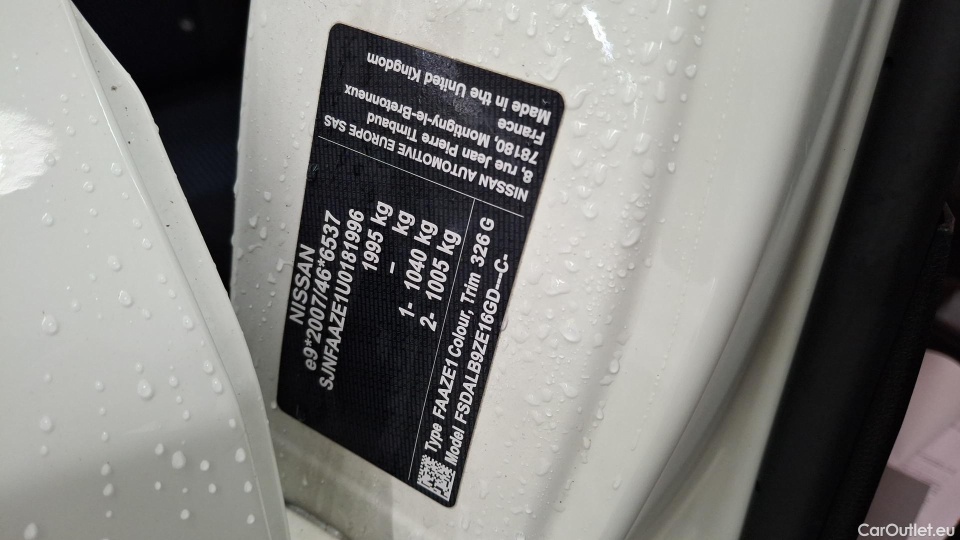 NISSAN
e9*2007/46*6537
SJNFAAZE1U0181996
1995 kg
– kg
1- 1040 kg
2- 1005 kg
Type FAAZE1 Colour, Trim 326 G
Model FSDALB9ZE16GD----C-
NISSAN AUTOMOTIVE EUROPE SAS
8, rue Jean Pierre Timbaud
78180, Montigny-le-Bretonneux
France
Made in the United Kingdom
CarOutlet.eu